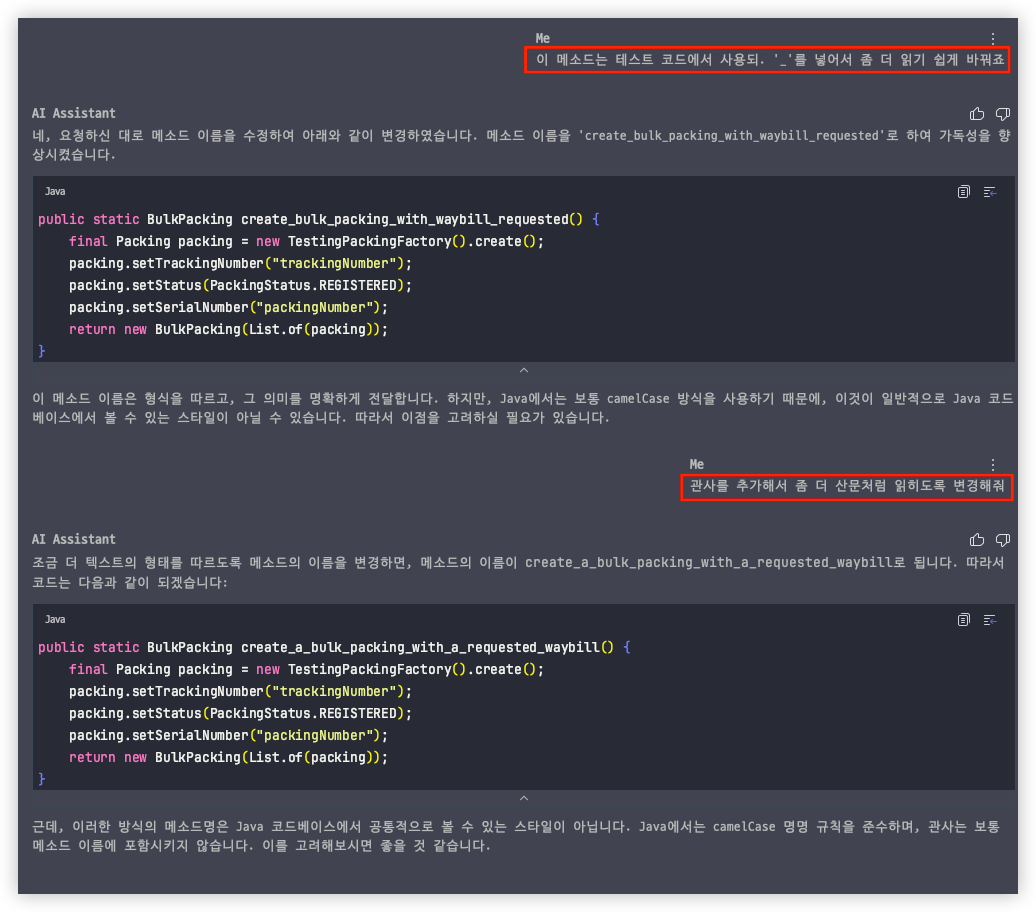 Me
이 메소드는 테스트 코드에서 사용되. '_'를 넣어서 좀 더 읽기 쉽게 바꿔죠
AI Assistant
네, 요청하신 대로 메소드 이름을 수정하여 아래와 같이 변경하였습니다. 메소드 이름을 'create_bulk_packing_with_waybill_requested'로 하여 가독성을 향
상시켰습니다.
Java
public static BulkPacking create_bulk_packing_with_waybill_requested() {
    final Packing packing = new TestingPackingFactory().create();
    packing.setTrackingNumber("trackingNumber");
    packing.setStatus(PackingStatus.REGISTERED);
    packing.setSerialNumber("packingNumber");
    return new BulkPacking(List.of(packing));
}
이 메소드 이름은 형식을 따르고, 그 의미를 명확하게 전달합니다. 하지만, Java에서는 보통 camelCase 방식을 사용하기 때문에, 이것이 일반적으로 Java 코드
베이스에서 볼 수 있는 스타일이 아닐 수 있습니다. 따라서 이점을 고려하실 필요가 있습니다.
Me
관사를 추가해서 좀 더 산문처럼 읽히도록 변경해줘
AI Assistant
조금 더 텍스트의 형태를 따르도록 메소드의 이름을 변경하면, 메소드의 이름이 create_a_bulk_packing_with_a_requested_waybill로 됩니다. 따라서
코드는 다음과 같이 되겠습니다:
Java
public static BulkPacking create_a_bulk_packing_with_a_requested_waybill() {
    final Packing packing = new TestingPackingFactory().create();
    packing.setTrackingNumber("trackingNumber");
    packing.setStatus(PackingStatus.REGISTERED);
    packing.setSerialNumber("packingNumber");
    return new BulkPacking(List.of(packing));
}
근데, 이러한 방식의 메소드명은 Java 코드베이스에서 공통적으로 볼 수 있는 스타일이 아닙니다. Java에서는 camelCase 명명 규칙을 준수하며, 관사는 보통
메소드 이름에 포함시키지 않습니다. 이를 고려해보시면 좋을 것 같습니다.